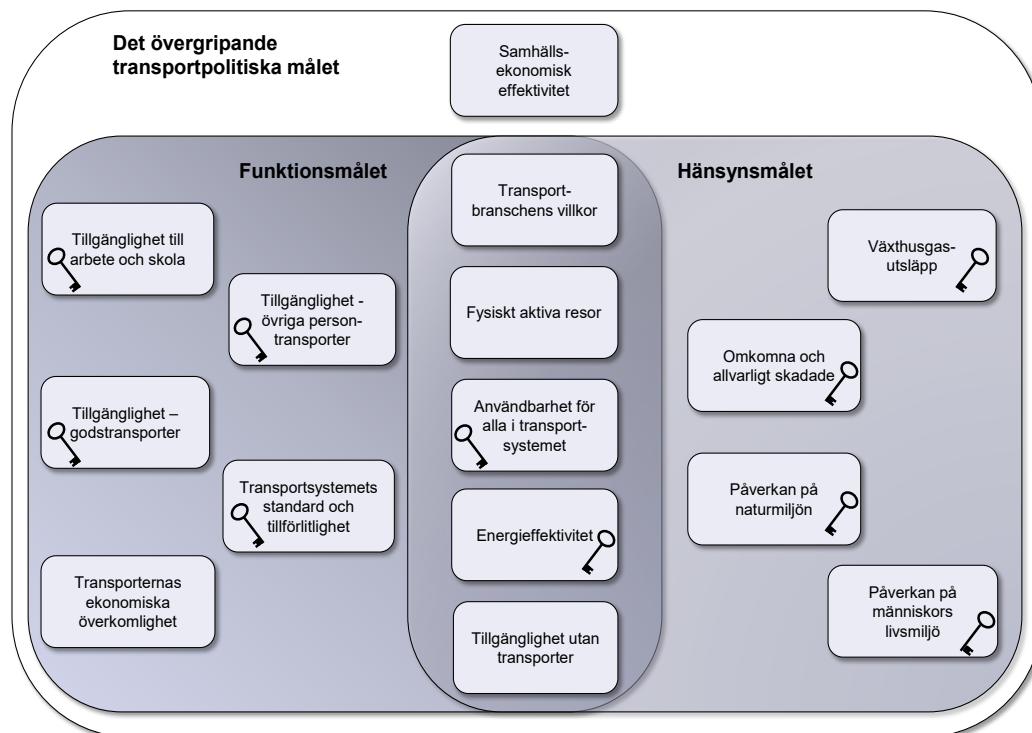 Det övergripande
transportpolitiska målet
Samhälls-
ekonomisk
effektivitet
Funktionsmålet
Hänsynsmålet
Tillgänglighet till
arbete och skola
Tillgänglighet -
övriga person-
transporter
Tillgänglighet –
godstransporter
Transportsystemets
standard och
tillförlitlighet
Transporternas
ekonomiska
överkomlighet
Transport-
branschens villkor
Fysiskt aktiva resor
Användbarhet för
alla i transport-
systemet
Energieffektivitet
Tillgänglighet utan
transporter
Växthusgas-
utsläpp
Omkomna och
allvarligt skadade
Påverkan på
naturmiljön
Påverkan på
människors
livsmiljö